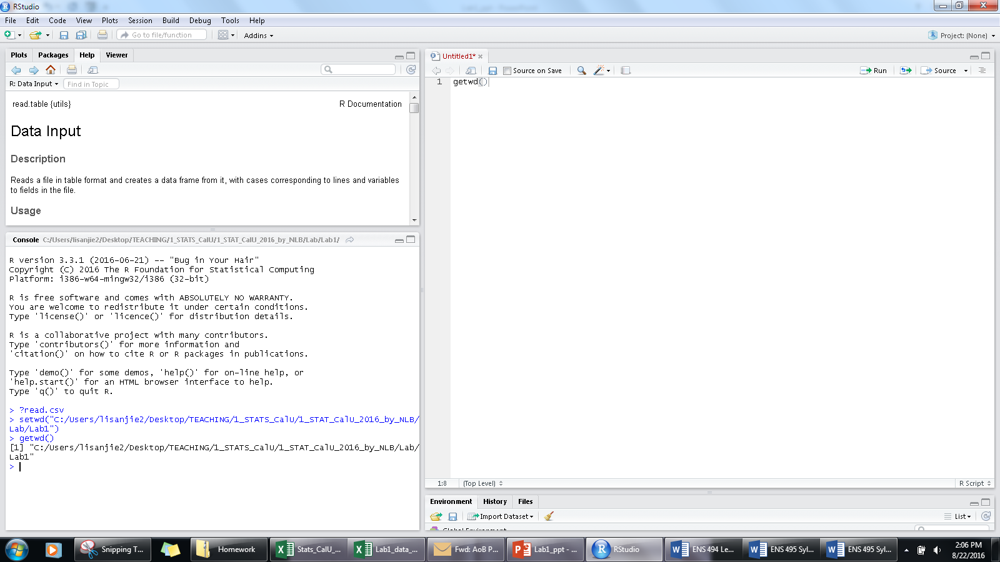 RStudio
File Edit Code View Plots Session Build Debug Tools Help
Go to file/function Addins Project: (None)
Plots Packages Help Viewer
R: Data Input Find in Topic
read.table {utils} R Documentation
Data Input
Description
Reads a file in table format and creates a data frame from it, with cases corresponding to lines and variables
to fields in the file.
Usage
Console C:/Users/lisanjie2/Desktop/TEACHING/1_STATS_CalU/1_STAT_CalU_2016_by_NLB/Lab/Lab1/
R version 3.3.1 (2016-06-21) -- "Bug in Your Hair"
Copyright (C) 2016 The R Foundation for Statistical Computing
Platform: i386-w64-mingw32/i386 (32-bit)
R is free software and comes with ABSOLUTELY NO WARRANTY.
You are welcome to redistribute it under certain conditions.
Type 'license()' or 'licence()' for distribution details.
R is a collaborative project with many contributors.
Type 'contributors()' for more information and
'citation()' on how to cite R or R packages in publications.
Type 'demo()' for some demos, 'help()' for on-line help, or
'help.start()' for an HTML browser interface to help.
Type 'q()' to quit R.
> ?read.csv
> setwd("C:/Users/lisanjie2/Desktop/TEACHING/1_STATS_CalU/1_STAT_CalU_2016_by_NLB/
Lab/Lab1")
> getwd()
[1] "C:/Users/lisanjie2/Desktop/TEACHING/1_STATS_CalU/1_STAT_CalU_2016_by_NLB/Lab/
Lab1"
>
Untitled1*
Source on Save Run Source
1 getwd()
1:8 (Top Level) R Script
Environment History Files
Import Dataset List
Global Environment
Snipping T... Homework Stats_CalU_... Lab1_data_... Fwd: AoB P... Lab1_ppt - ... RStudio ENS 494 Le... ENS 495 Syl... ENS 495 Syl...
2:06 PM
8/22/2016